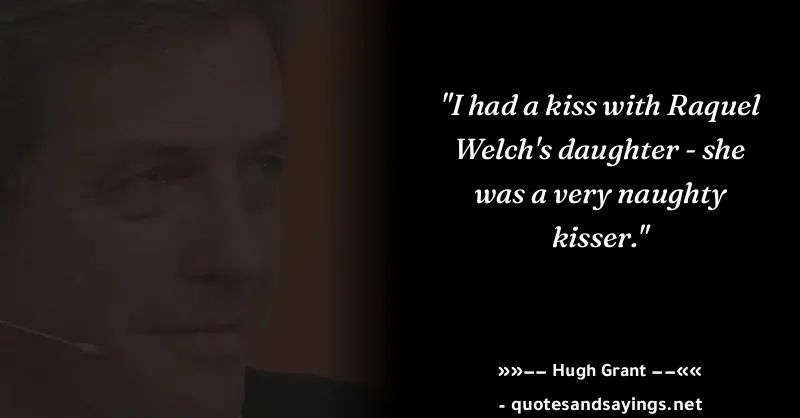 "I had a kiss with Raquel
Welch's daughter - she
was a very naughty
kisser."
»»−− Hugh Grant −−««
- quotesandsayings.net